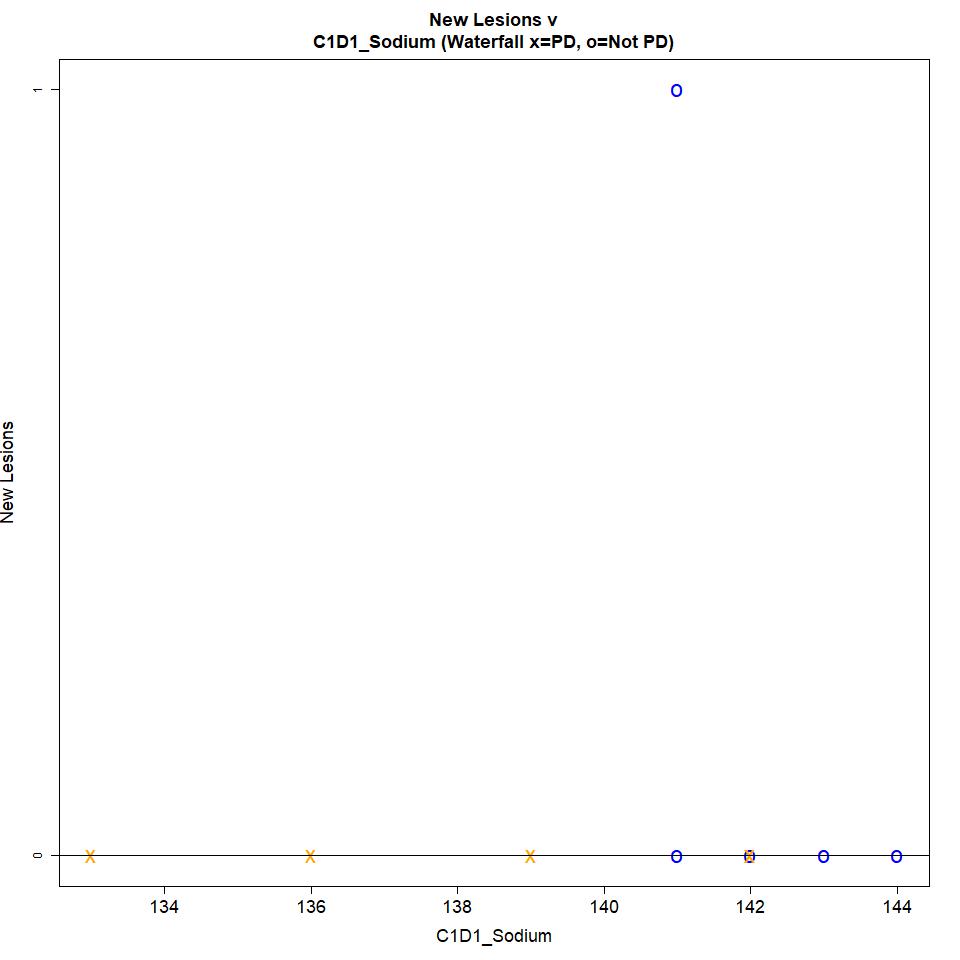 New Lesions v
C1D1_Sodium (Waterfall x=PD, o=Not PD)
1
o
New Lesions
0
x x x o o x o o
134 136 138 140 142 144
C1D1_Sodium